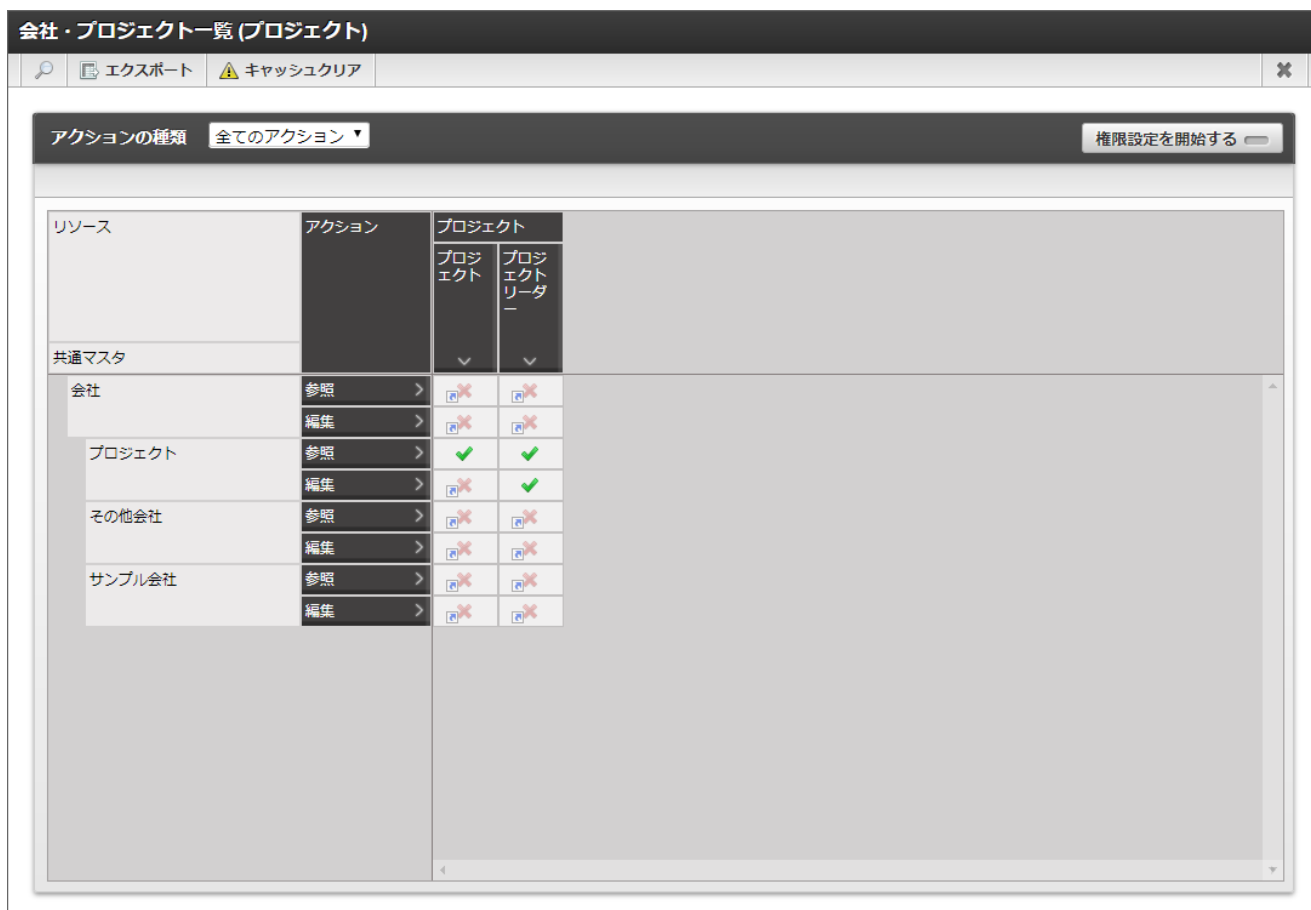 会社・プロジェクト一覧 (プロジェクト)
エクスポート キャッシュクリア
アクションの種類 全てのアクション 権限設定を開始する
リソース アクション プロジェクト
プロジ
ェクト
プロジ
ェクト
リーダ
ー
共通マスタ
会社 参照
編集
プロジェクト 参照
編集
その他会社 参照
編集
サンプル会社 参照
編集